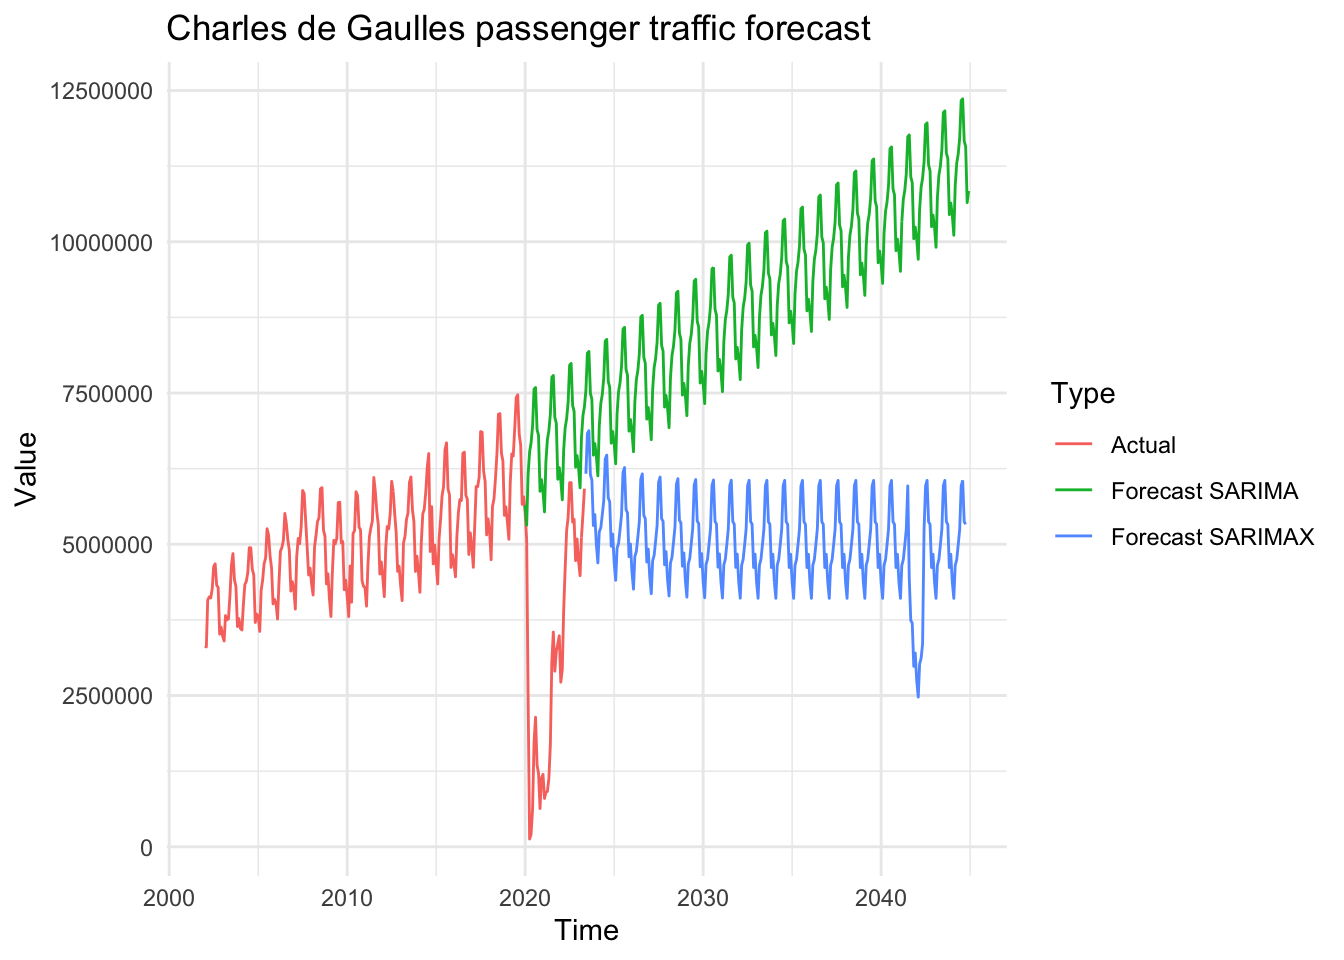 Charles de Gaulles passenger traffic forecast
12500000
10000000
7500000
5000000
2500000
0
Value
2000 2010 2020 2030 2040
Time
Type
Actual
Forecast SARIMA
Forecast SARIMAX